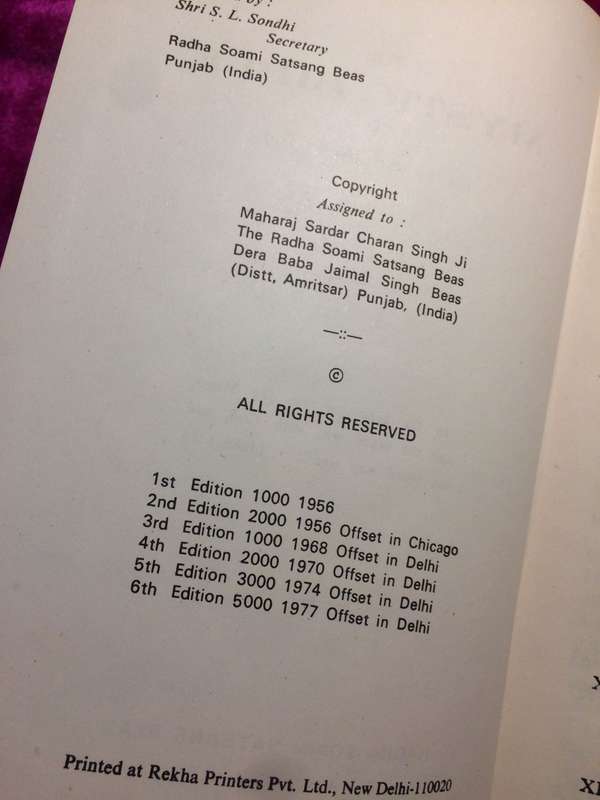 by :
Shri S. L. Sondhi
Secretary
Radha Soami Satsang Beas
Punjab (India)
Copyright
Assigned to :
Maharaj Sardar Charan Singh Ji
The Radha Soami Satsang Beas
Dera Baba Jaimal Singh Beas
(Distt, Amritsar) Punjab, (India)
—::—
©
ALL RIGHTS RESERVED
1st Edition 1000 1956
2nd Edition 2000 1956 Offset in Chicago
3rd Edition 1000 1968 Offset in Delhi
4th Edition 2000 1970 Offset in Delhi
5th Edition 3000 1974 Offset in Delhi
6th Edition 5000 1977 Offset in Delhi
Printed at Rekha Printers Pvt. Ltd., New Delhi-110020